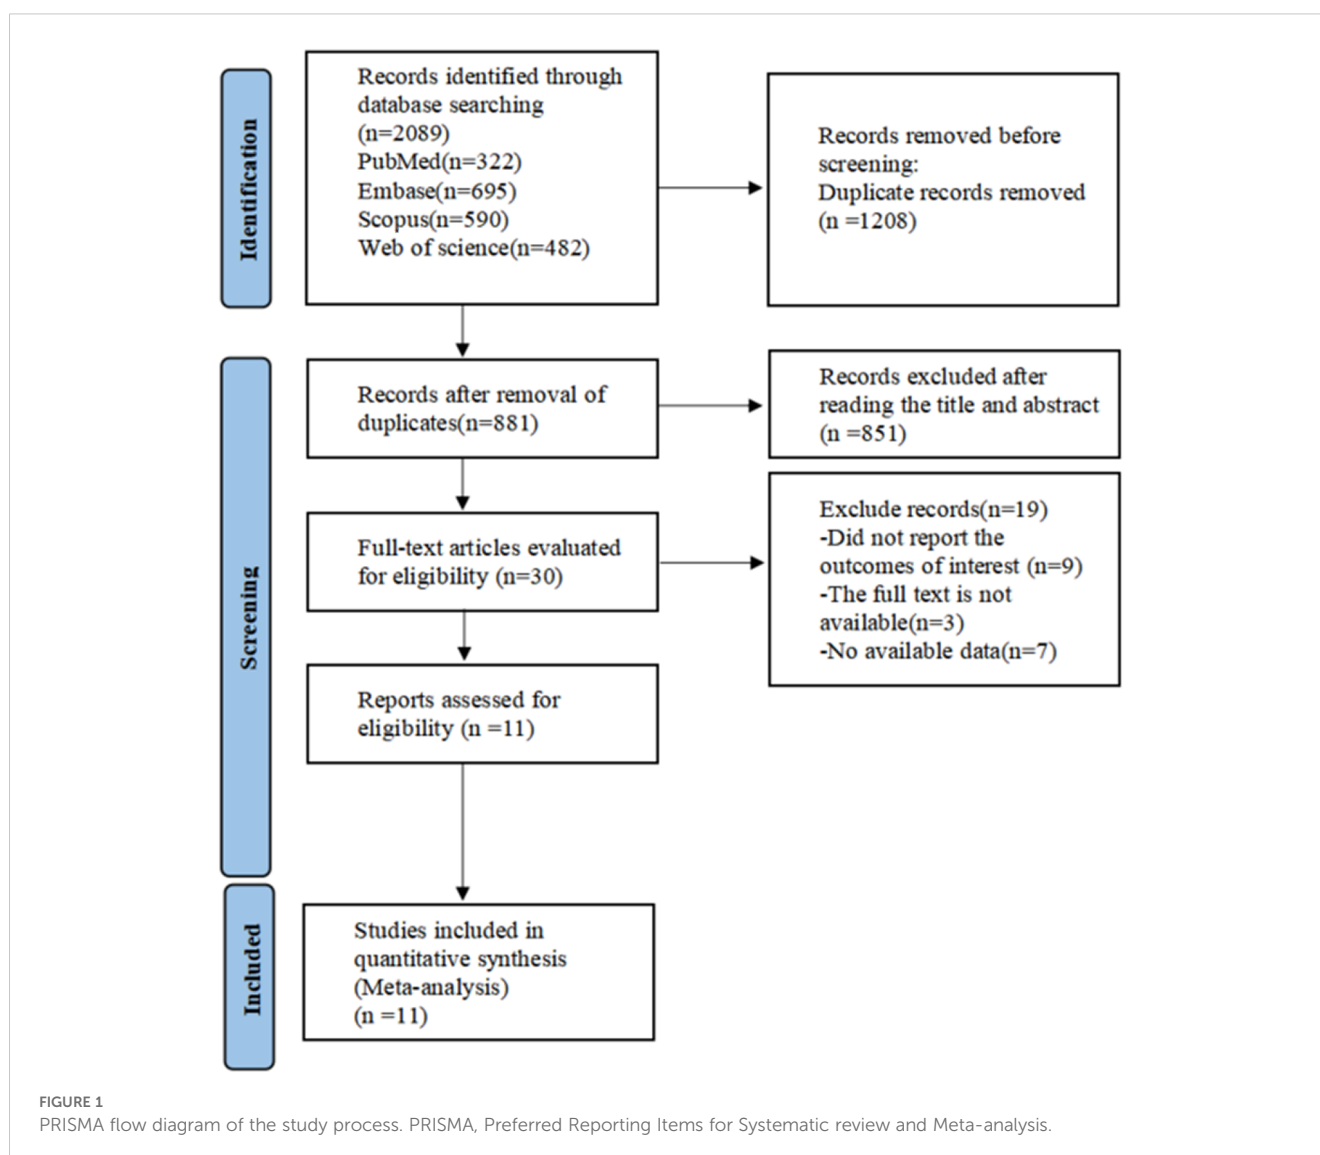 Identification
Records identified through
database searching
(n=2089)
PubMed(n=322)
Embase(n=695)
Scopus(n=590)
Web of science(n=482)
Records removed before
screening:
Duplicate records removed
(n =1208)
Screening
Records after removal of
duplicates(n=881)
Records excluded after
reading the title and abstract
(n =851)
Full-text articles evaluated
for eligibility (n=30)
Exclude records(n=19)
-Did not report the
outcomes of interest (n=9)
-The full text is not
available(n=3)
-No available data(n=7)
Reports assessed for
eligibility (n =11)
Included
Studies included in
quantitative synthesis
(Meta-analysis)
(n =11)
FIGURE 1
PRISMA flow diagram of the study process. PRISMA, Preferred Reporting Items for Systematic review and Meta-analysis.